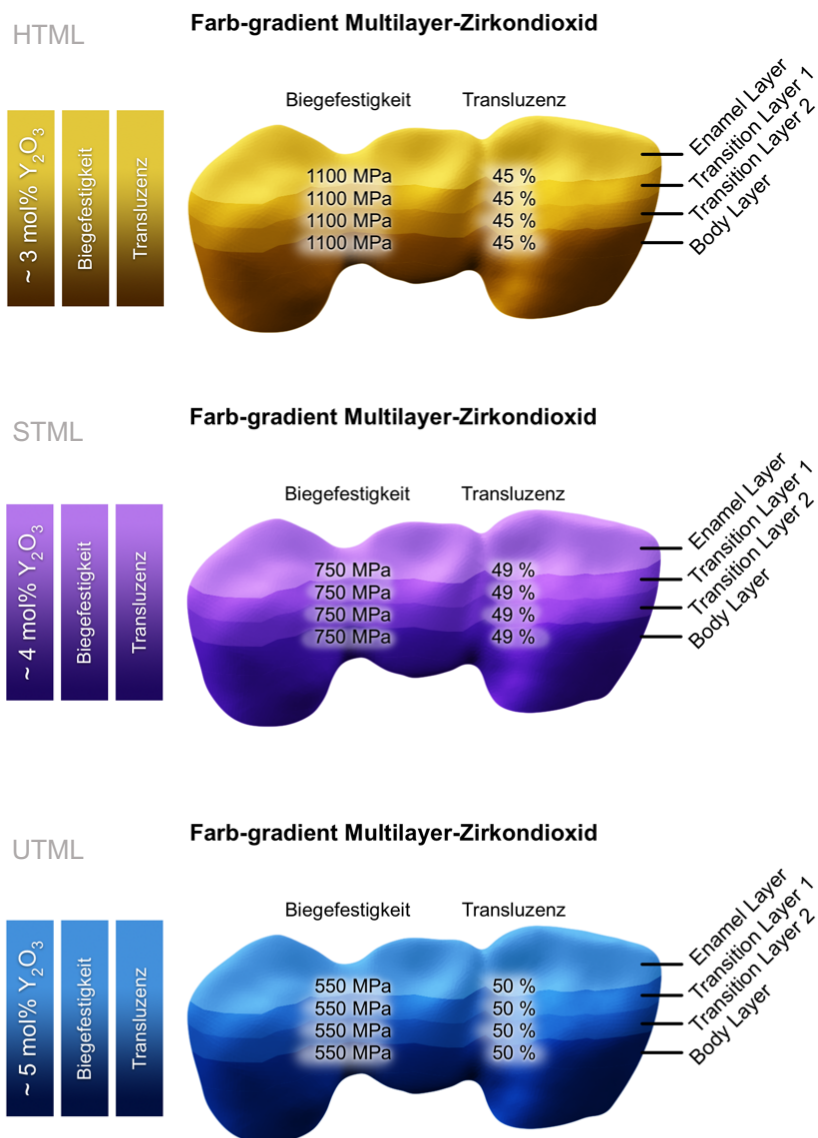 HTML
Farb-gradient Multilayer-Zirkondioxid
~ 3 mol% Y₂O₃
Biegefestigkeit
Transluzenz
Biegefestigkeit
Transluzenz
1100 MPa 45 %
1100 MPa 45 %
1100 MPa 45 %
1100 MPa 45 %
Enamel Layer
Transition Layer 1
Transition Layer 2
Body Layer
STML
Farb-gradient Multilayer-Zirkondioxid
~ 4 mol% Y₂O₃
Biegefestigkeit
Transluzenz
Biegefestigkeit
Transluzenz
750 MPa 49 %
750 MPa 49 %
750 MPa 49 %
750 MPa 49 %
Enamel Layer
Transition Layer 1
Transition Layer 2
Body Layer
UTML
Farb-gradient Multilayer-Zirkondioxid
~ 5 mol% Y₂O₃
Biegefestigkeit
Transluzenz
Biegefestigkeit
Transluzenz
550 MPa 50 %
550 MPa 50 %
550 MPa 50 %
550 MPa 50 %
Enamel Layer
Transition Layer 1
Transition Layer 2
Body Layer